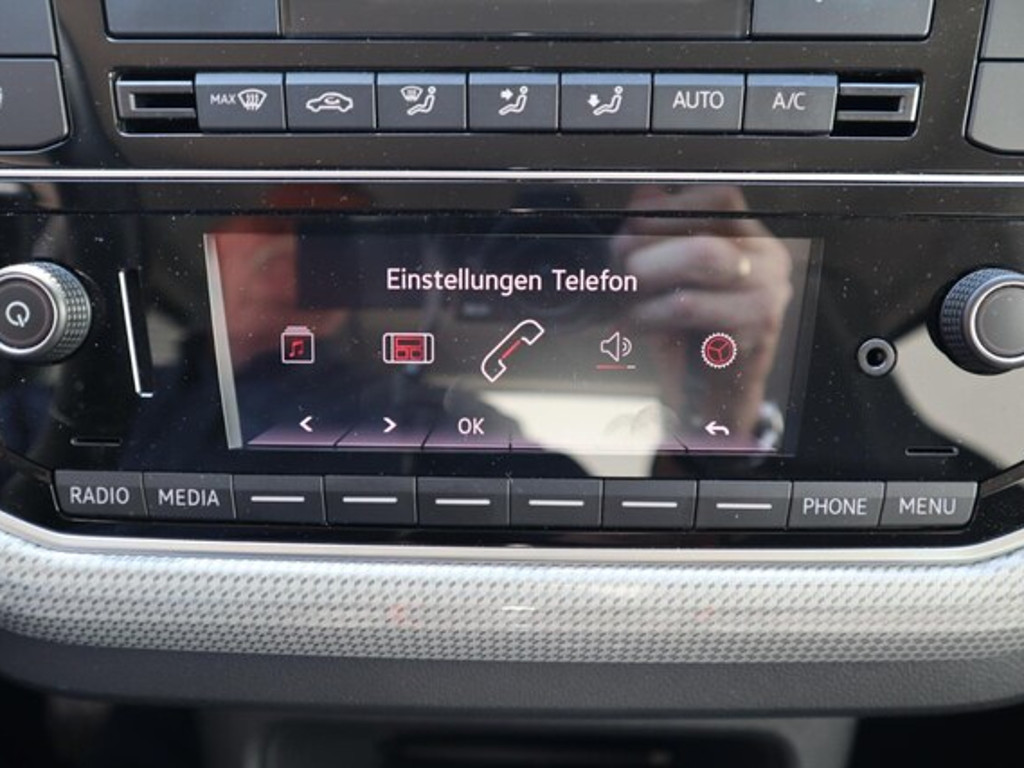 MAX AUTO A/C
Einstellungen Telefon
< > OK
RADIO MEDIA PHONE MENU